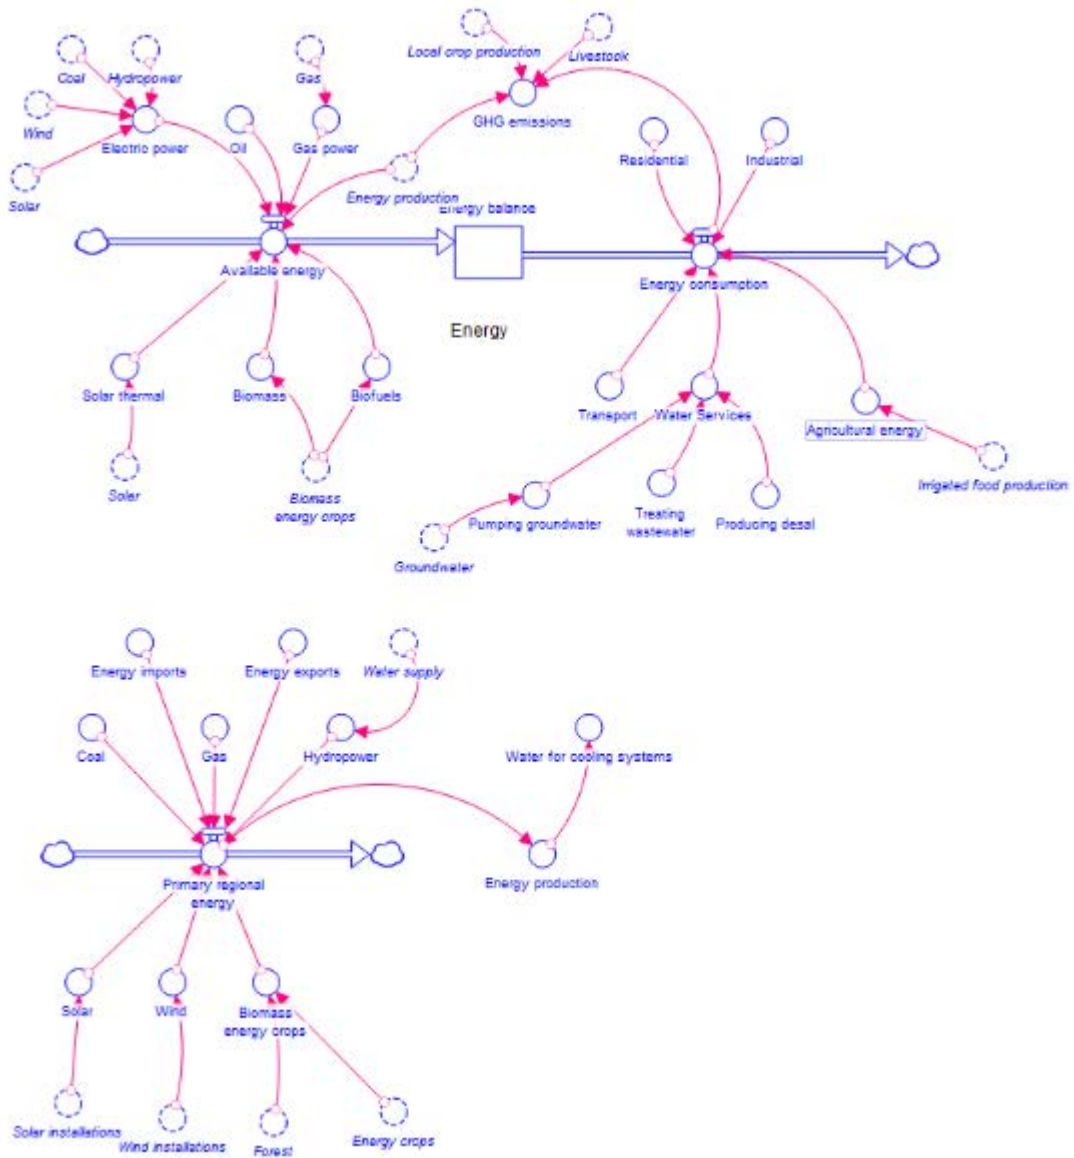 Local crop production
Livestock
Coal
Hydropower
Gas
Wind
Electric power
Oil
Gas power
GHG emissions
Residential
Industrial
Solar
Energy production
Energy balance
Available energy
Energy consumption
Energy
Solar thermal
Biomass
Biofuels
Transport
Water Services
Agricultural energy
Solar
Biomass
energy crops
Pumping groundwater
Treating
wastewater
Producing desal
Irrigated food production
Groundwater
Energy imports
Energy exports
Water supply
Coal
Gas
Hydropower
Water for cooling systems
Primary regional
energy
Energy production
Solar
Wind
Biomass
energy crops
Solar installations
Wind installations
Forest
Energy crops